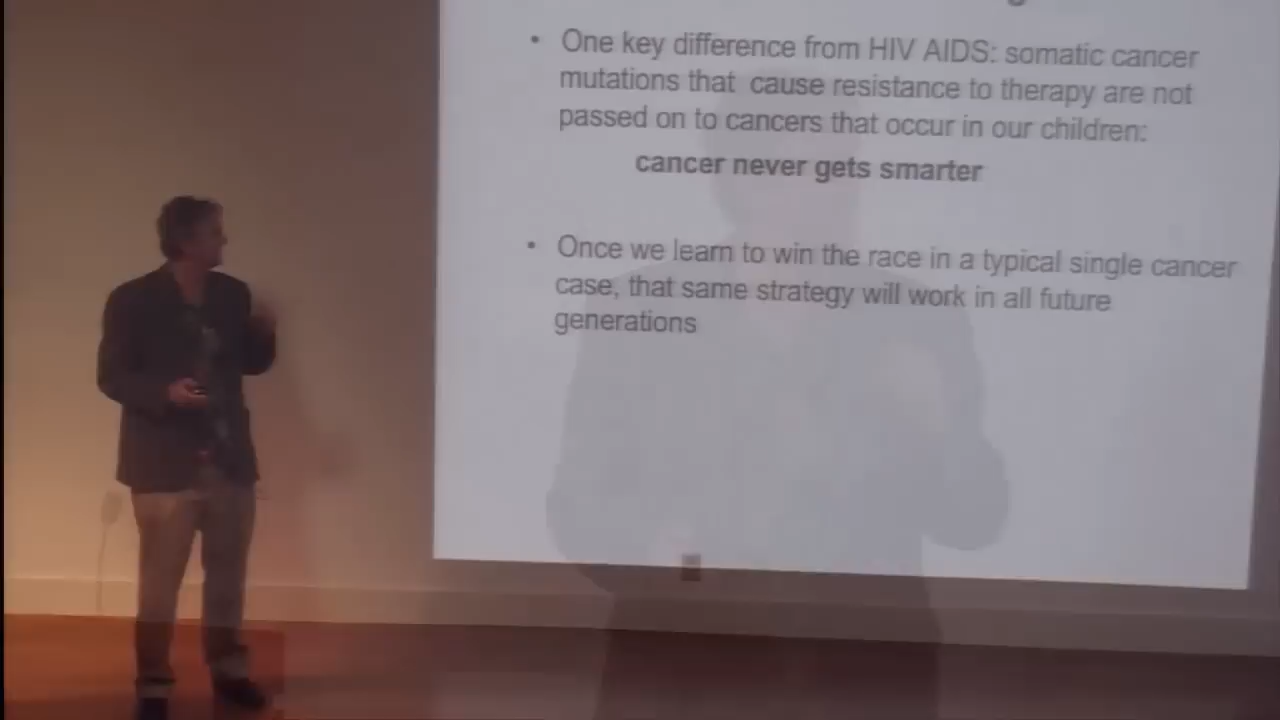 • One key difference from HIV AIDS: somatic cancer
mutations that cause resistance to therapy are not
passed on to cancers that occur in our children:
cancer never gets smarter
• Once we learn to win the race in a typical single cancer
case, that same strategy will work in all future
generations